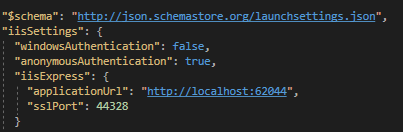 "$schema": "http://json.schemastore.org/launchsettings.json",
"iisSettings": {
"windowsAuthentication": false,
"anonymousAuthentication": true,
"iisExpress": {
"applicationUrl": "http://localhost:62044",
"sslPort": 44328
}